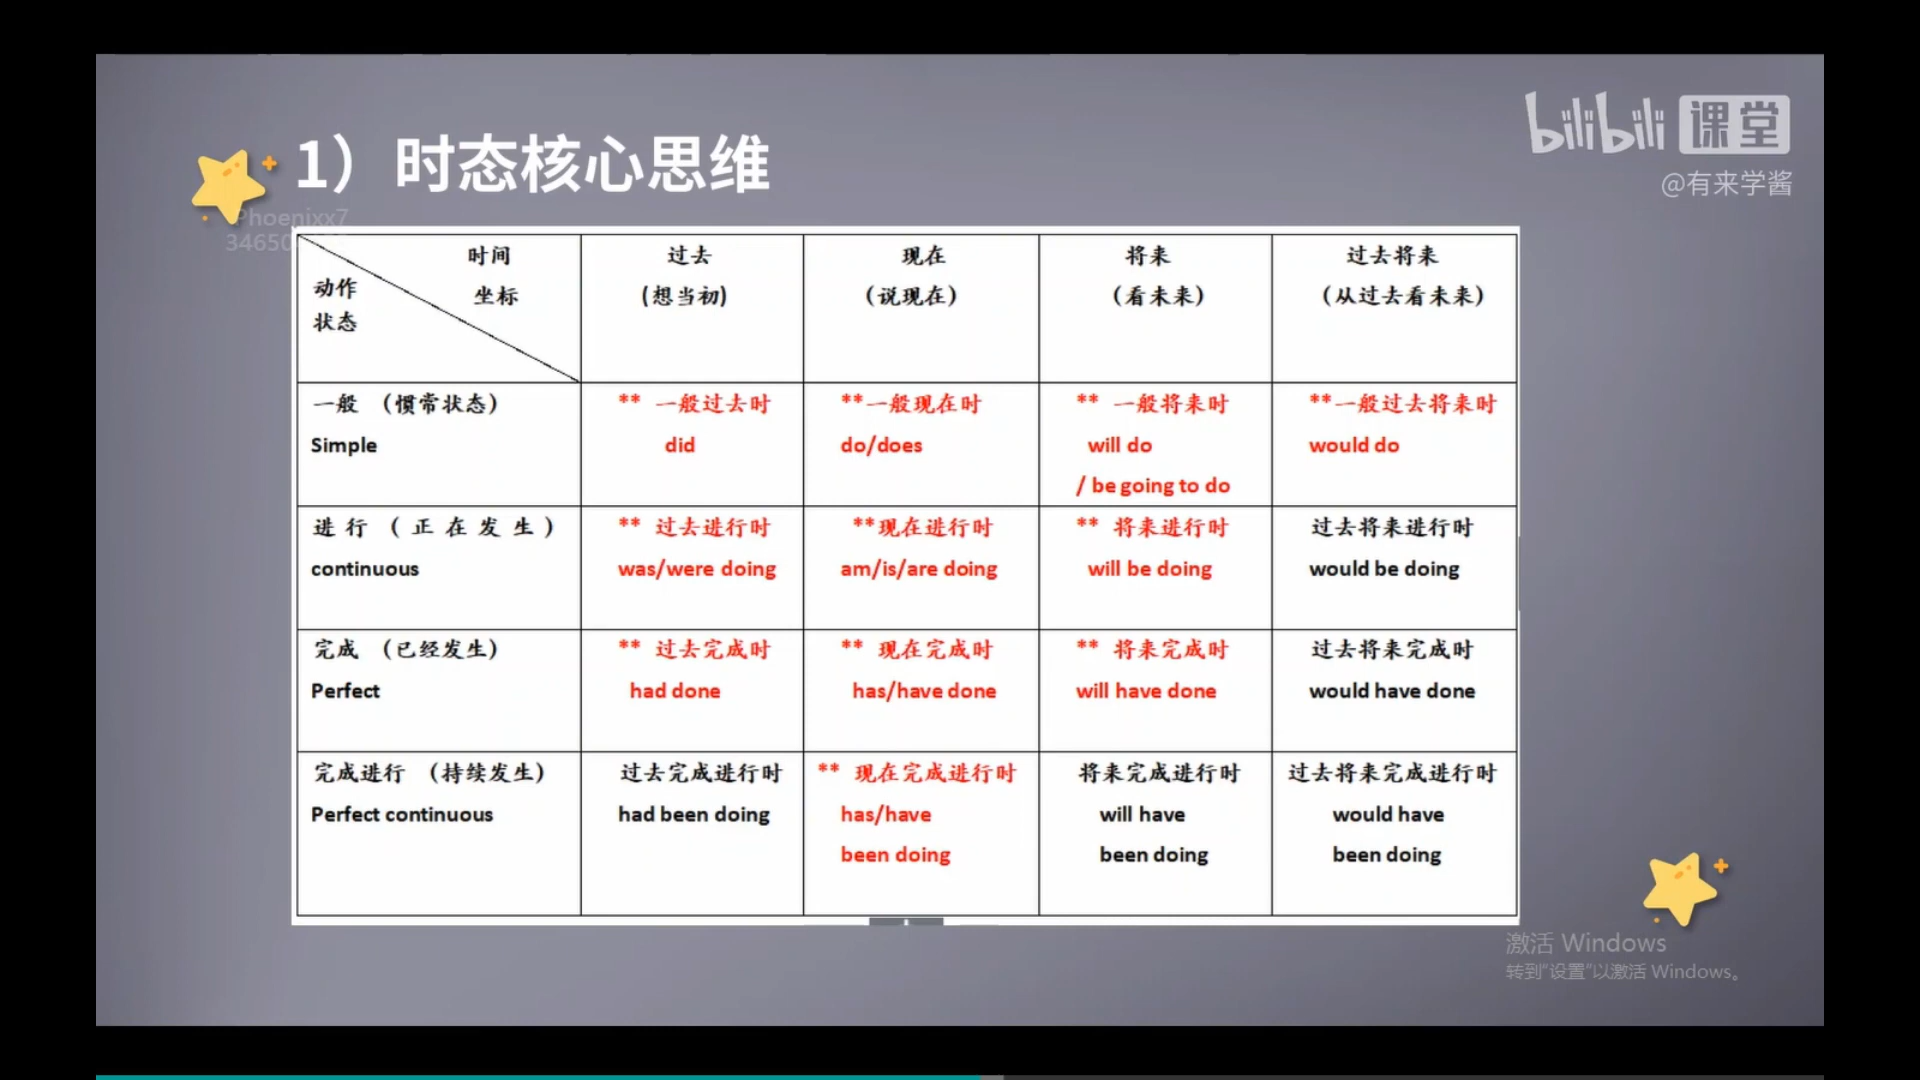 bilibili 课堂
1）时态核心思维
@有来学酱
Phoenixx7
时间 过去 现在 将来 过去将来
动作 坐标 (想当初) （说现在） （看未来） （从过去看未来）
状态
一般 （惯常状态） ** 一般过去时 **一般现在时 ** 一般将来时 **一般过去将来时
Simple did do/does will do would do
/ be going to do
进 行 （ 正 在 发 生 ） ** 过去进行时 **现在进行时 ** 将来进行时 过去将来进行时
continuous was/were doing am/is/are doing will be doing would be doing
完成 （已经发生） ** 过去完成时 ** 现在完成时 ** 将来完成时 过去将来完成时
Perfect had done has/have done will have done would have done
完成进行 （持续发生） 过去完成进行时 ** 现在完成进行时 将来完成进行时 过去将来完成进行时
Perfect continuous had been doing has/have will have would have
been doing been doing been doing
激活 Windows
转到“设置”以激活 Windows。